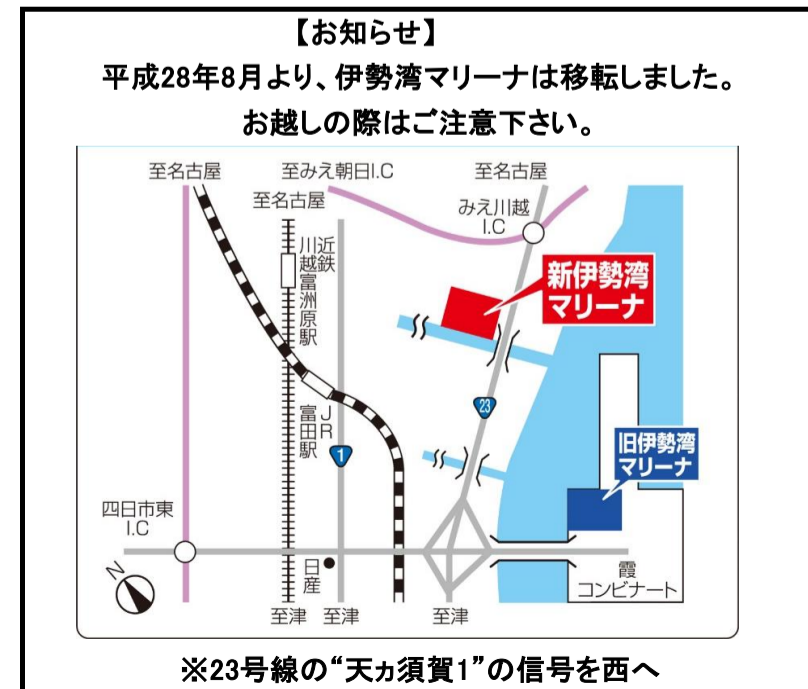 【お知らせ】
平成28年8月より、伊勢湾マリーナは移転しました。
お越しの際はご注意下さい。
至名古屋
至みえ朝日I.C
至名古屋
至名古屋
みえ川越
I.C
近鉄
川越富洲原駅
新伊勢湾
マリーナ
23
JR
富田駅
1
旧伊勢湾
マリーナ
四日市東
I.C
N
日産
霞
コンビナート
至津
至津
至津
※23号線の“天ヵ須賀1”の信号を西へ